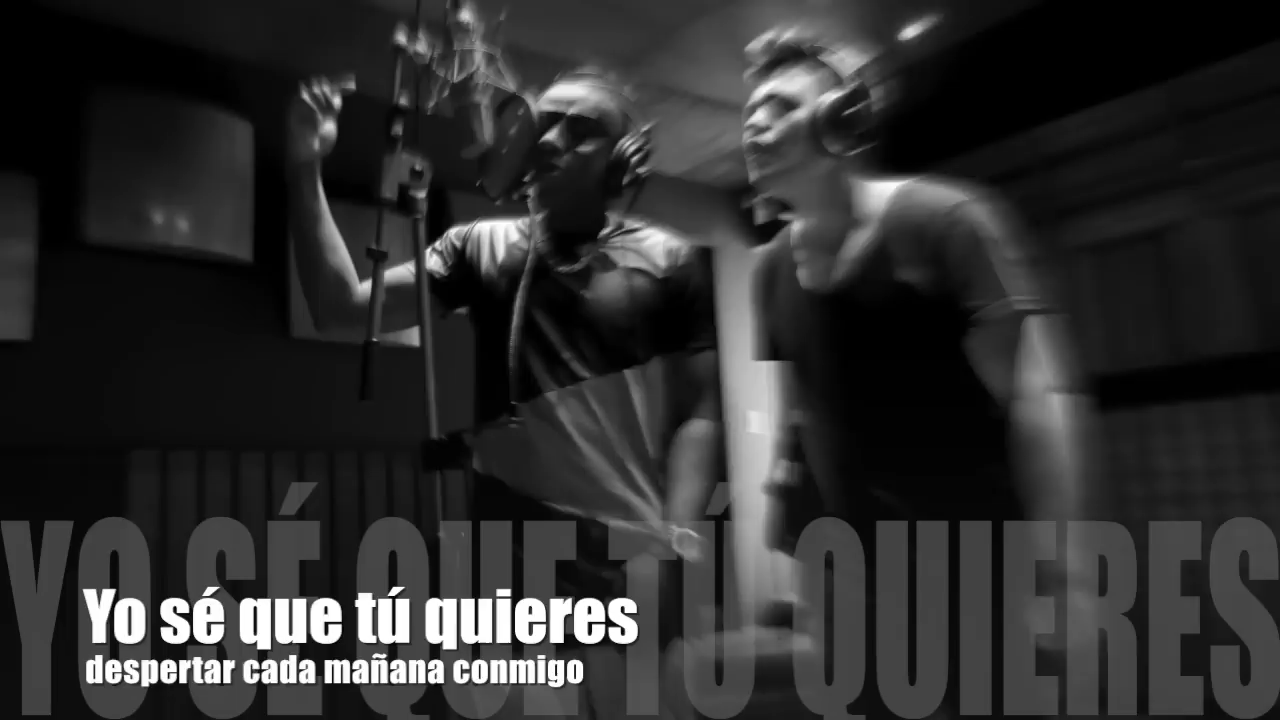 YO SÉ QUE TÚ QUIERES
Yo sé que tú quieres
despertar cada mañana conmigo